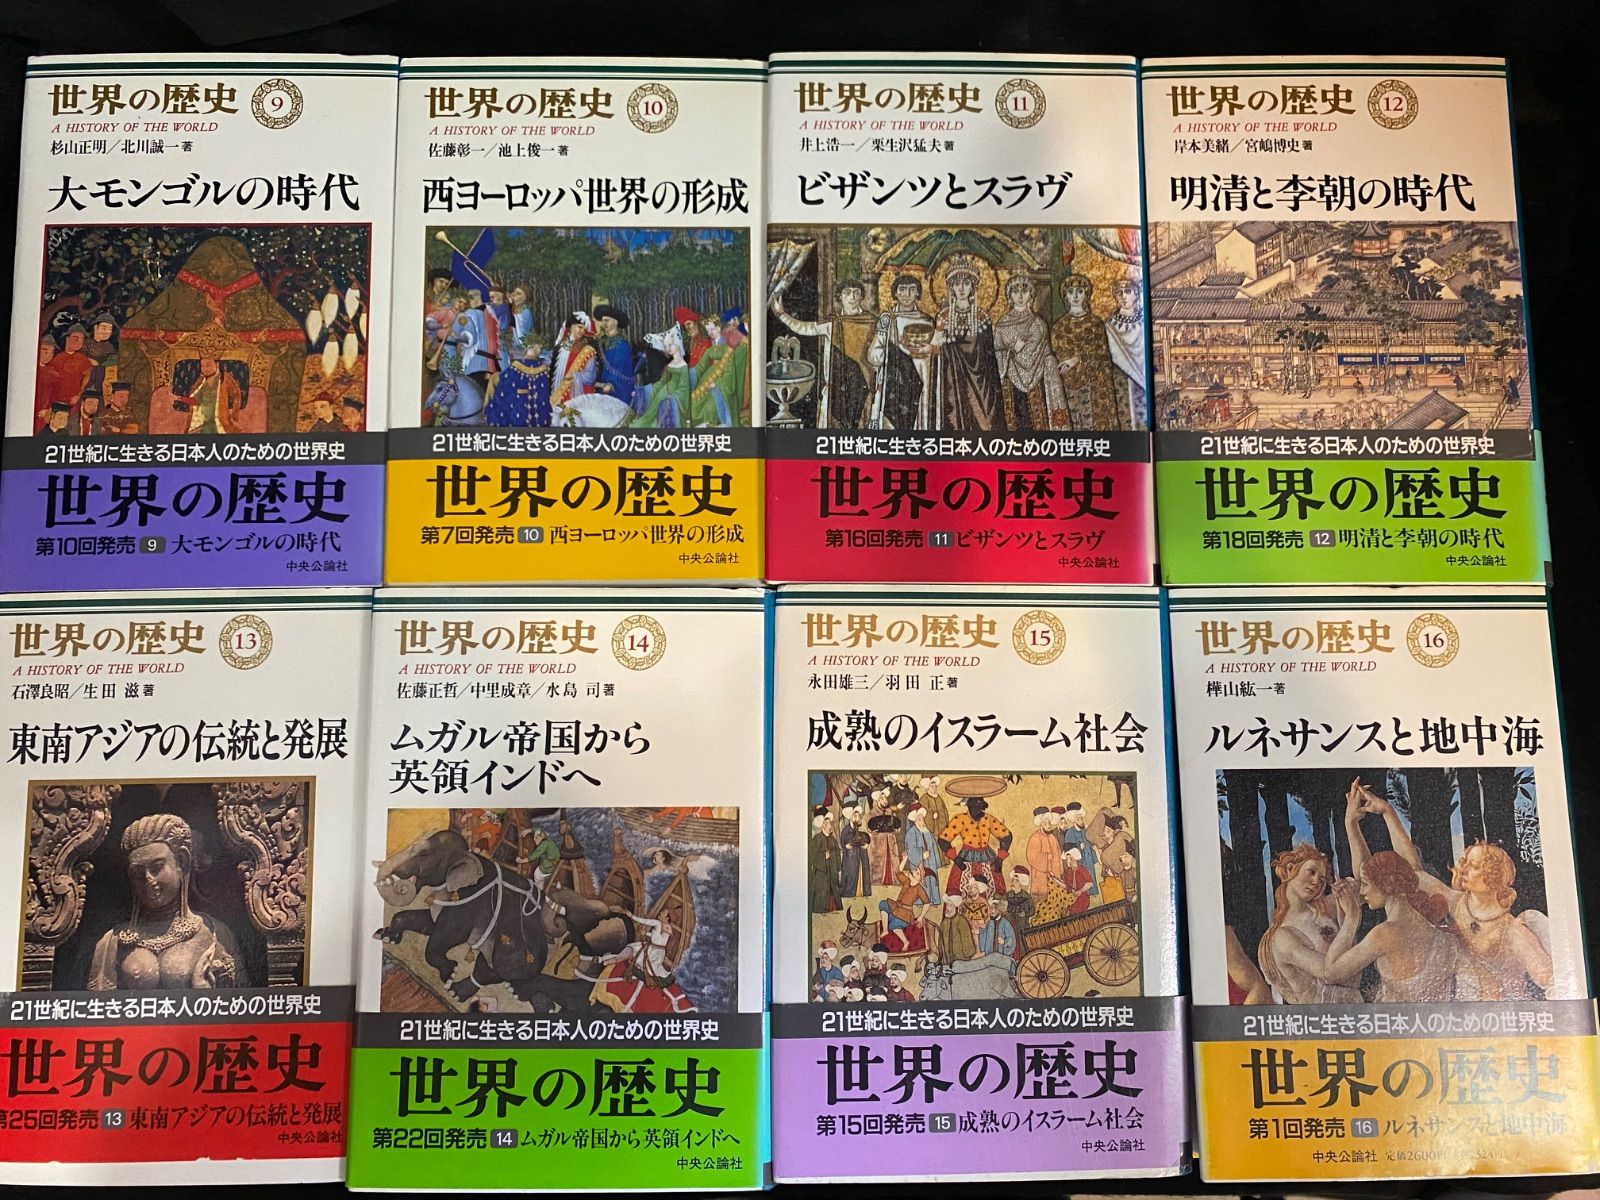 世界の歴史 9
A HISTORY OF THE WORLD
杉山正明／北川誠一著
大モンゴルの時代
21世紀に生きる日本人のための世界史
世界の歴史
第10回発売 9 大モンゴルの時代
中央公論社
世界の歴史 10
A HISTORY OF THE WORLD
佐藤彰一／池上俊一著
西ヨーロッパ世界の形成
21世紀に生きる日本人のための世界史
世界の歴史
第7回発売 10 西ヨーロッパ世界の形成
中央公論社
世界の歴史 11
A HISTORY OF THE WORLD
井上浩一／栗生沢猛夫著
ビザンツとスラヴ
21世紀に生きる日本人のための世界史
世界の歴史
第16回発売 11 ビザンツとスラヴ
中央公論社
世界の歴史 12
A HISTORY OF THE WORLD
岸本美緒／宮嶋博史著
明清と李朝の時代
21世紀に生きる日本人のための世界史
世界の歴史
第18回発売 12 明清と李朝の時代
中央公論社
世界の歴史 13
A HISTORY OF THE WORLD
石澤良昭／生田 滋著
東南アジアの伝統と発展
21世紀に生きる日本人のための世界史
世界の歴史
第25回発売 13 東南アジアの伝統と発展
中央公論社
世界の歴史 14
A HISTORY OF THE WORLD
佐藤正哲／中里成章／水島 司著
ムガル帝国から
英領インドへ
21世紀に生きる日本人のための世界史
世界の歴史
第22回発売 14 ムガル帝国から英領インドへ
中央公論社
世界の歴史 15
A HISTORY OF THE WORLD
永田雄三／羽田 正著
成熟のイスラーム社会
21世紀に生きる日本人のための世界史
世界の歴史
第15回発売 15 成熟のイスラーム社会
中央公論社
世界の歴史 16
A HISTORY OF THE WORLD
樺山紘一著
ルネサンスと地中海
21世紀に生きる日本人のための世界史
世界の歴史
第1回発売 16 ルネサンスと地中海
中央公論社 定価2600円